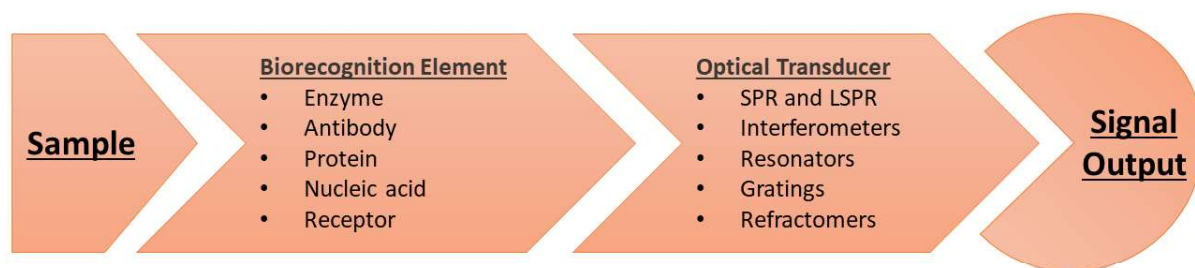 Sample
Biorecognition Element
• Enzyme
• Antibody
• Protein
• Nucleic acid
• Receptor
Optical Transducer
• SPR and LSPR
• Interferometers
• Resonators
• Gratings
• Refractomers
Signal
Output